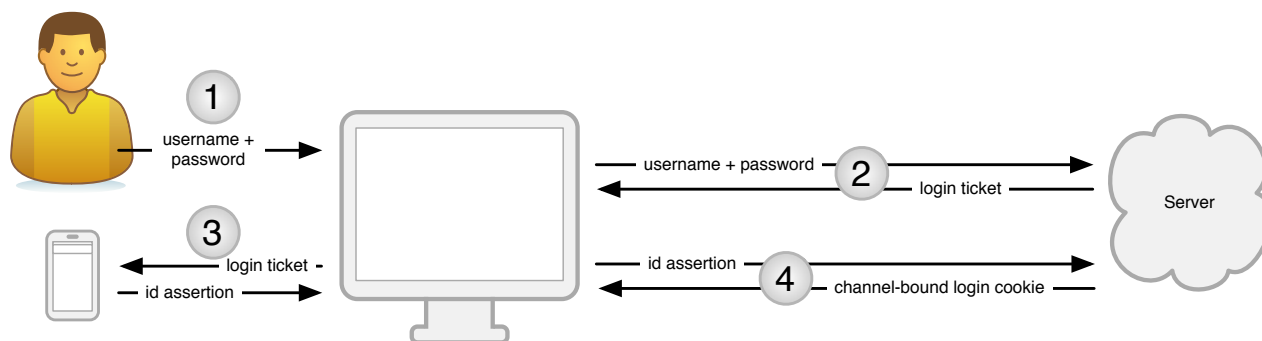 1
username +
password
username + password
2
login ticket
Server
3
login ticket
id assertion
id assertion
4
channel-bound login cookie